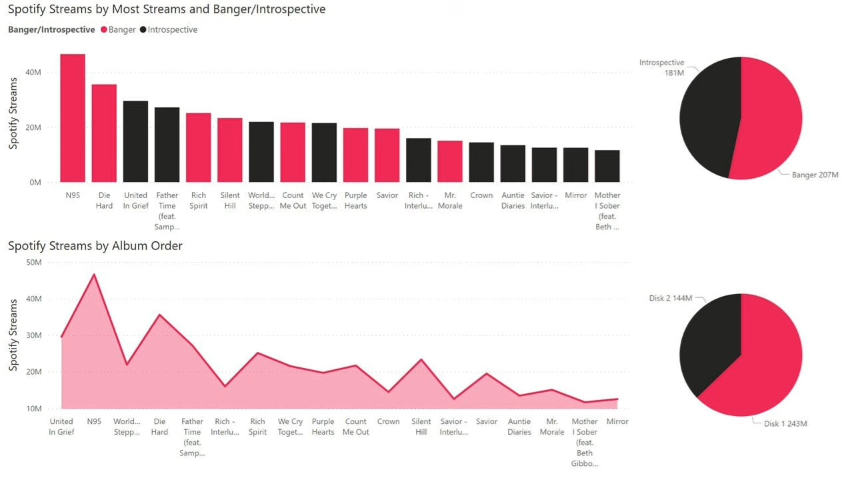 Spotify Streams by Most Streams and Banger/Introspective
Banger/Introspective Banger Introspective
Spotify Streams
40M
20M
0M
N95
Die Hard
United In Grief
Father Time (feat. Samp...
Rich Spirit
Silent Hill
World... Stepp...
Count Me Out
We Cry Toget...
Purple Hearts
Savior
Rich - Interlu...
Mr. Morale
Crown
Auntie Diaries
Savior - Interlu...
Mirror
Mother I Sober (feat. Beth ...
Introspective
181M
Banger 207M
Spotify Streams by Album Order
Spotify Streams
50M
40M
30M
20M
10M
United In Grief
N95
World... Stepp...
Die Hard
Father Time (feat. Samp...
Rich - Interlu...
Rich Spirit
We Cry Toget...
Purple Hearts
Count Me Out
Crown
Silent Hill
Savior - Interlu...
Savior
Auntie Diaries
Mr. Morale
Mother I Sober (feat. Beth Gibbo...
Mirror
Disk 2 144M
Disk 1 243M